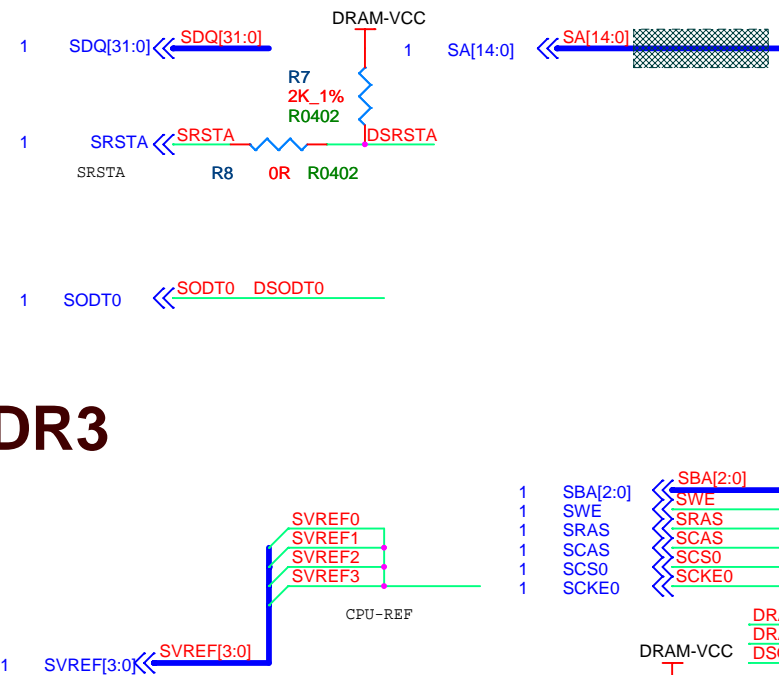 DRAM-VCC
1 SDQ[31:0] SDQ[31:0]
1 SA[14:0] SA[14:0]
R7
2K_1%
R0402
1 SRSTA SRSTA DSRSTA
SRSTA
R8 0R R0402
1 SODT0 SODT0 DSODT0
DR3
1 SBA[2:0] SBA[2:0]
1 SWE SWE
1 SRAS SRAS
1 SCAS SCAS
1 SCS0 SCS0
1 SCKE0 SCKE0
SVREF0
SVREF1
SVREF2
SVREF3
CPU-REF
1 SVREF[3:0] SVREF[3:0]
DRAM-VCC